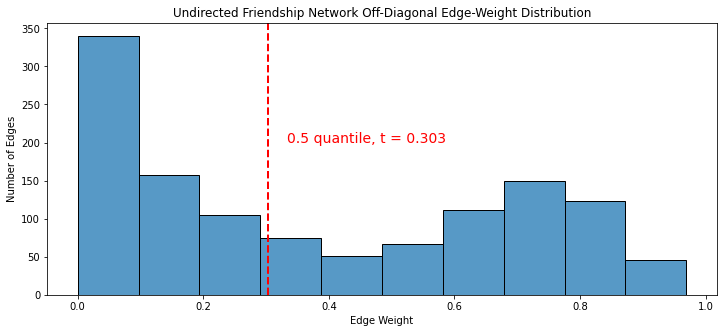 Undirected Friendship Network Off-Diagonal Edge-Weight Distribution
350
300
250
200
150
100
50
0
Number of Edges
0.5 quantile, t = 0.303
0.0 0.2 0.4 0.6 0.8 1.0
Edge Weight